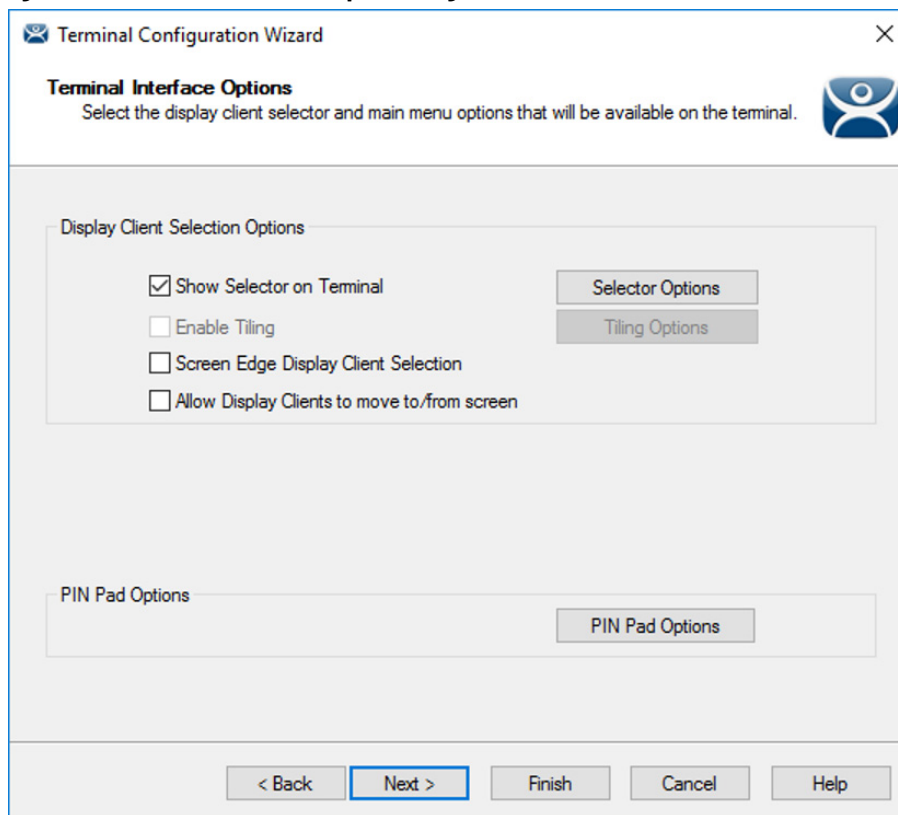 Terminal Configuration Wizard
Terminal Interface Options
Select the display client selector and main menu options that will be available on the terminal.
Display Client Selection Options
Show Selector on Terminal
Selector Options
Enable Tiling
Tiling Options
Screen Edge Display Client Selection
Allow Display Clients to move to/from screen
PIN Pad Options
PIN Pad Options
< Back
Next >
Finish
Cancel
Help